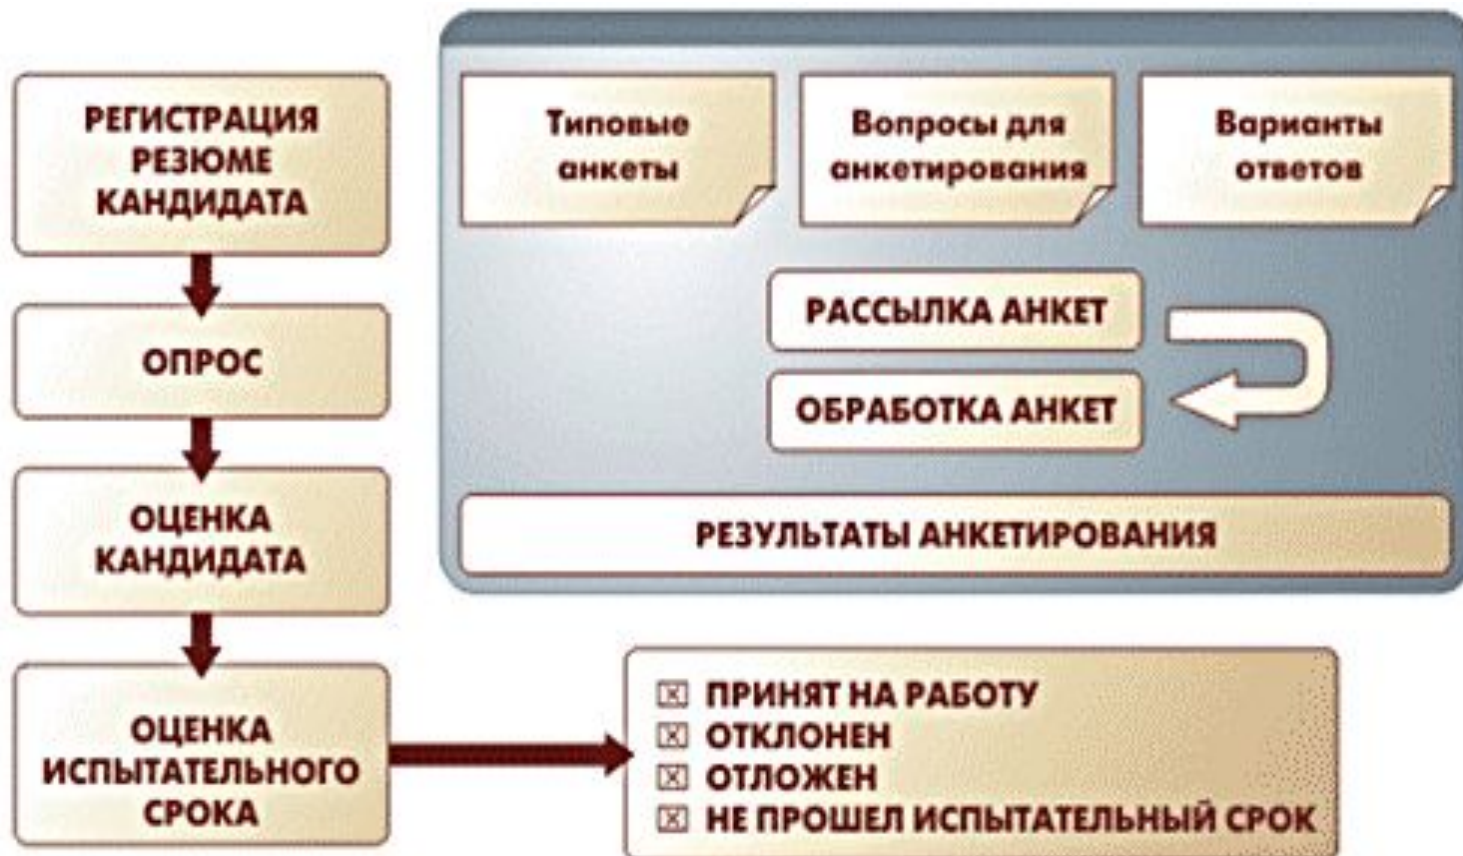 РЕГИСТРАЦИЯ
РЕЗЮМЕ
КАНДИДАТА
ОПРОС
ОЦЕНКА
КАНДИДАТА
ОЦЕНКА
ИСПЫТАТЕЛЬНОГО
СРОКА
Типовые
анкеты
Вопросы для
анкетирования
Варианты
ответов
РАССЫЛКА АНКЕТ
ОБРАБОТКА АНКЕТ
РЕЗУЛЬТАТЫ АНКЕТИРОВАНИЯ
ПРИНЯТ НА РАБОТУ
ОТКЛОНЕН
ОТЛОЖЕН
НЕ ПРОШЕЛ ИСПЫТАТЕЛЬНЫЙ СРОК